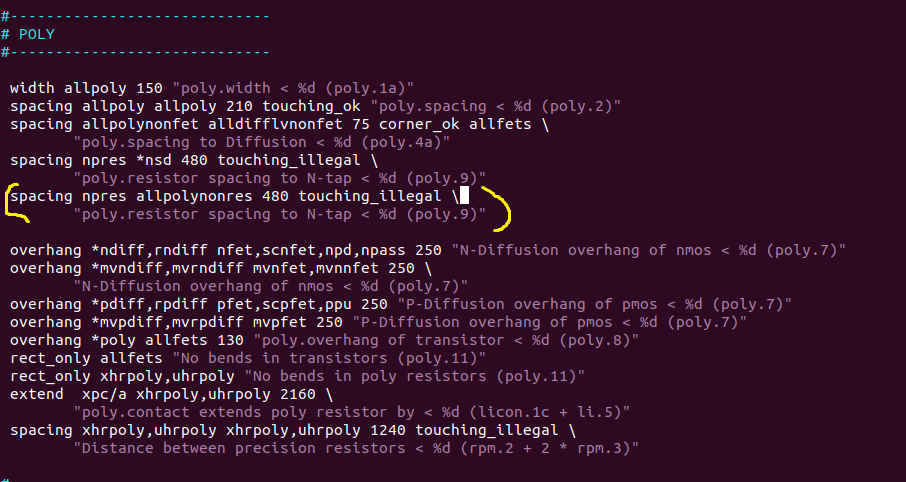 #-----------------------------
# POLY
#-----------------------------
width allpoly 150 "poly.width < %d (poly.1a)"
spacing allpoly allpoly 210 touching_ok "poly.spacing < %d (poly.2)"
spacing allpolynonfet alldifflvnonfet 75 corner_ok allfets \
"poly.spacing to Diffusion < %d (poly.4a)"
spacing npres *nsd 480 touching_illegal \
"poly.resistor spacing to N-tap < %d (poly.9)"
spacing npres allpolynonres 480 touching_illegal \
"poly.resistor spacing to N-tap < %d (poly.9)"
overhang *ndiff,rndiff nfet,scnfet,npd,npass 250 "N-Diffusion overhang of nmos < %d (poly.7)"
overhang *mvndiff,mvrndiff mvnfet,mvnnfet 250 \
"N-Diffusion overhang of nmos < %d (poly.7)"
overhang *pdiff,rpdiff pfet,scpfet,ppu 250 "P-Diffusion overhang of pmos < %d (poly.7)"
overhang *mvpdiff,mvrpdiff mvpfet 250 "P-Diffusion overhang of pmos < %d (poly.7)"
overhang *poly allfets 130 "poly.overhang of transistor < %d (poly.8)"
rect_only allfets "No bends in transistors (poly.11)"
rect_only xhrpoly,uhrpoly "No bends in poly resistors (poly.11)"
extend  xpc/a xhrpoly,uhrpoly 2160 \
"poly.contact extends poly resistor by < %d (licon.1c + li.5)"
spacing xhrpoly,uhrpoly xhrpoly,uhrpoly 1240 touching_illegal \
"Distance between precision resistors < %d (rpm.2 + 2 * rpm.3)"